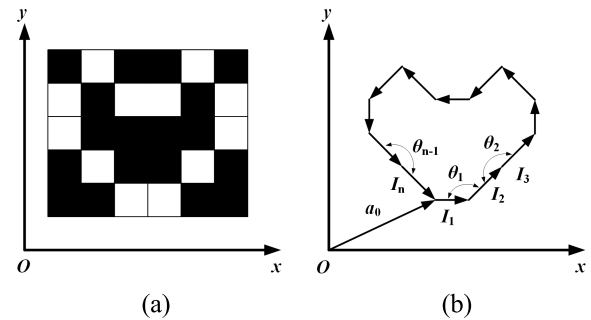 y
O
x
(a)
y
θn-1
θ2
θ1
In
I3
I2
I1
a0
O
x
(b)